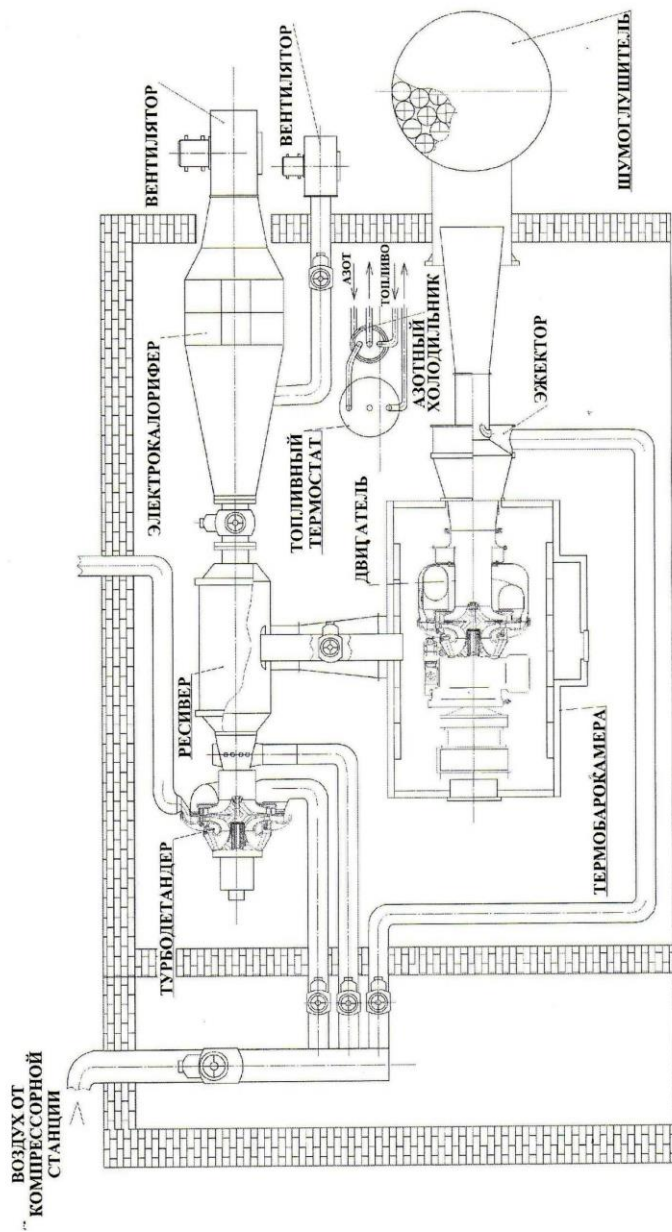 ВОЗДУХ ОТ
КОМПРЕССОРНОЙ
СТАНЦИИ
ТУРБОДЕТАНДЕР
РЕСИВЕР
ЭЛЕКТРОКАЛОРИФЕР
ВЕНТИЛЯТОР
ВЕНТИЛЯТОР
ТОПЛИВНЫЙ
ТЕРМОСТАТ
АЗОТ
ТОПЛИВО
АЗОТНЫЙ
ХОЛОДИЛЬНИК
ДВИГАТЕЛЬ
ЭЖЕКТОР
ТЕРМОБАРОКАМЕРА
ШУМОГЛУШИТЕЛЬ